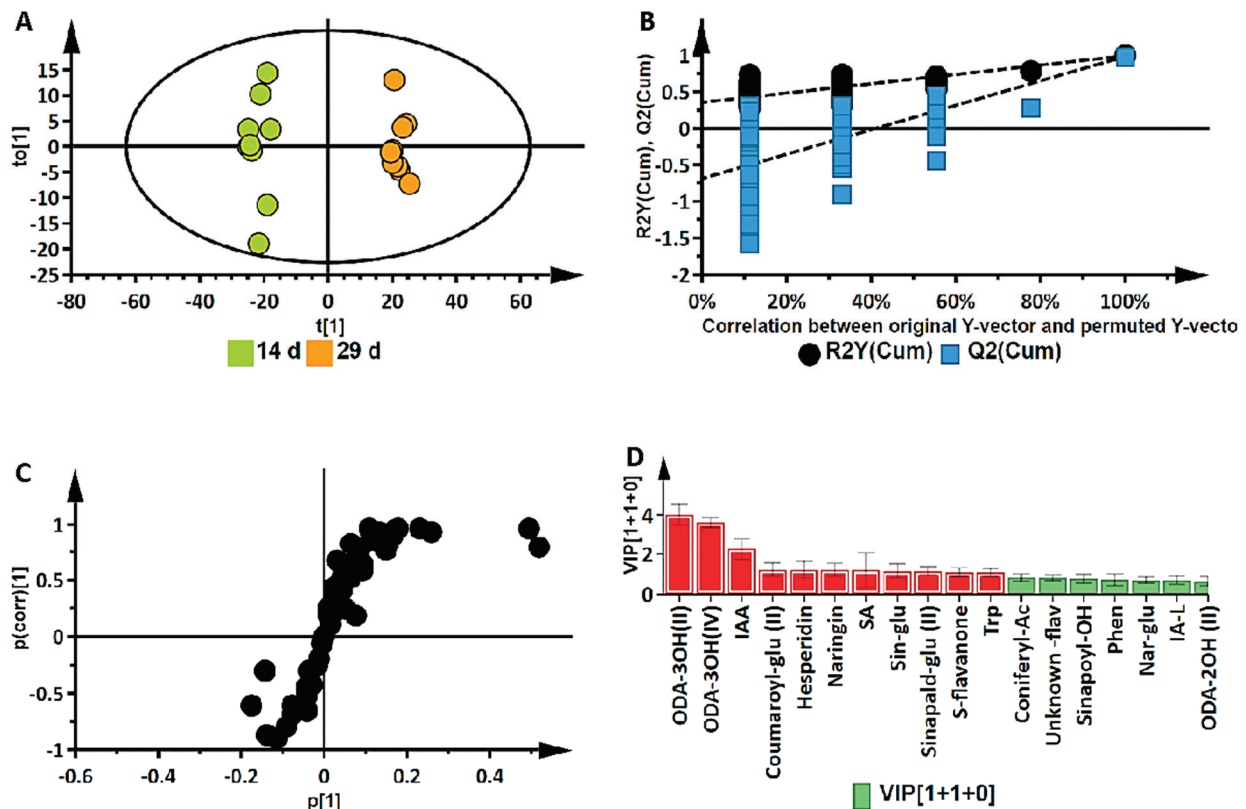 A
to[1]
15
10
5
0
-5
-10
-15
-20
-25
-80 -60 -40 -20 0 20 40 60
t[1]
14 d 29 d
B
R2Y(Cum), Q2(Cum)
1
0.5
0
-0.5
-1
-1.5
-2
0% 20% 40% 60% 80% 100%
Correlation between original Y-vector and permuted Y-vecto
R2Y(Cum) Q2(Cum)
C
p(corr)[1]
1
0.5
0
-0.5
-1
-0.6 -0.4 -0.2 0 0.2 0.4
p[1]
D
VIP[1+1+0]
4
2
0
ODA-3OH(II)
ODA-3OH(IV)
IAA
Coumaroyl-glu (II)
Hesperidin
Naringin
SA
Sin-glu
Sinapald-glu (II)
S-flavanone
Trp
Coniferyl-Ac
Unknown -flav
Sinapoyl-OH
Phen
Nar-glu
IA-L
ODA-2OH (II)
VIP[1+1+0]